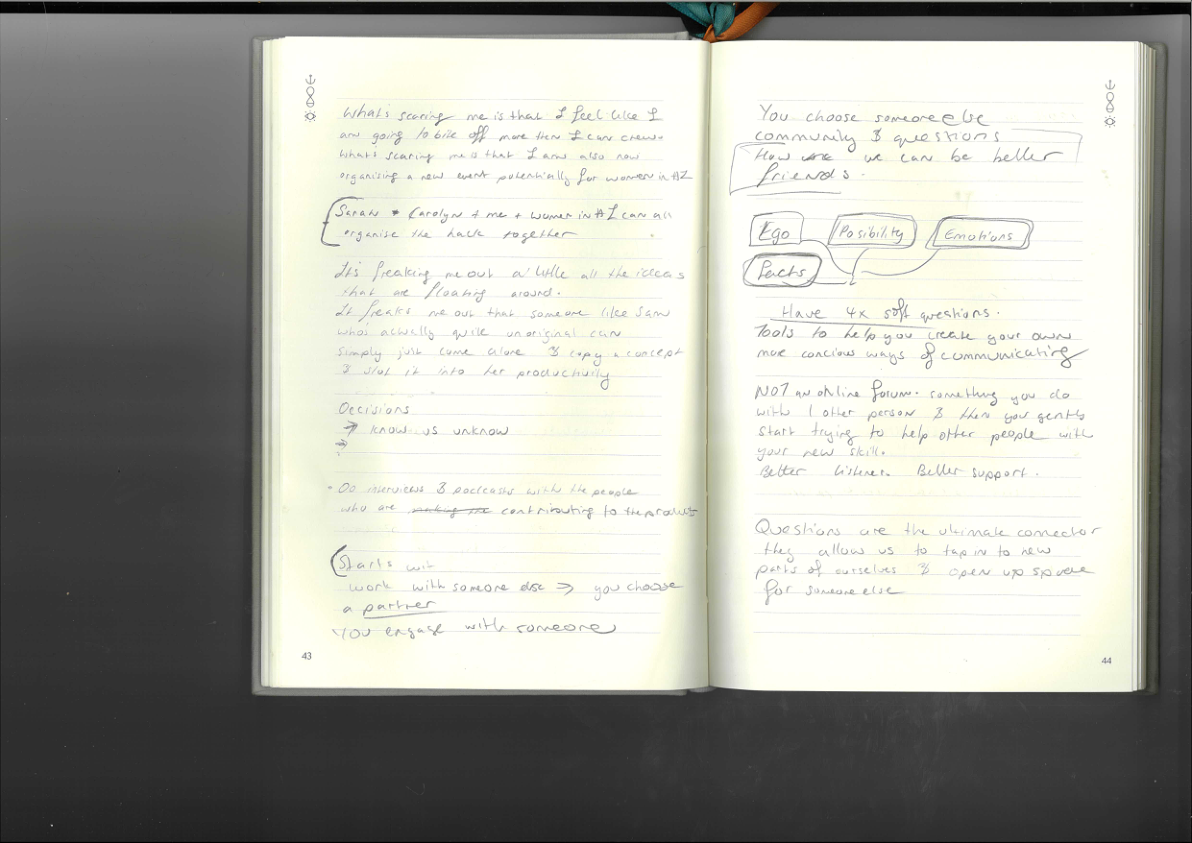 What's scaring me is that I feel like I
am going to bite off more then I can chew.
what's scaring me is that I am also now
organising a new event potentially for women in AI
Sarah + Carolyn + me + women in AI can all
organise the hack together
It's freaking me out a little all the ideas
that are floating around.
It freaks me out that someone like Sam
who's actually quite unoriginal can
simply just come alone & copy a concept
& slot it into her productivity
Decisions
→ know us unknow
→
• Do interviews & podcasts with the people
who are making the contributing to the product
Starts wit
work with someone else => you choose
a partner
You engage with someone
43
You choose someone else
community & questions
How we can be better
friends.
Ego Posibility Emotions
Facts
Have 4x soft questions.
Tools to help you create your own
more concious ways of communicating
NOT an online forum. something you do
with 1 other person & then you gently
start trying to help other people with
your new skill.
Better listener. Better support.
Questions are the ultimate connector
they allow us to tap in to new
parts of ourselves & open up space
for someone else
44